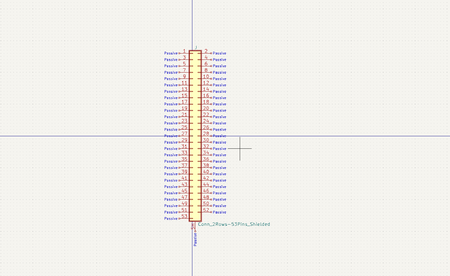 Passive 1 2 Passive
Passive 3 4 Passive
Passive 5 6 Passive
Passive 7 8 Passive
Passive 9 10 Passive
Passive 11 12 Passive
Passive 13 14 Passive
Passive 15 16 Passive
Passive 17 18 Passive
Passive 19 20 Passive
Passive 21 22 Passive
Passive 23 24 Passive
Passive 25 26 Passive
Passive 27 28 Passive
Passive 29 30 Passive
Passive 31 32 Passive
Passive 33 34 Passive
Passive 35 36 Passive
Passive 37 38 Passive
Passive 39 40 Passive
Passive 41 42 Passive
Passive 43 44 Passive
Passive 45 46 Passive
Passive 47 48 Passive
Passive 49 50 Passive
Passive 51 52 Passive
Passive 53
Conn_2Rows-53Pins_Shielded
Passive